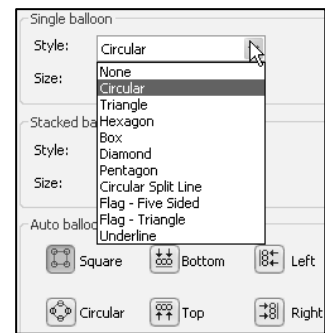 Single balloon
Style: Circular
Size:
None
Circular
Triangle
Hexagon
Box
Diamond
Pentagon
Circular Split Line
Flag - Five Sided
Flag - Triangle
Underline
Stacked ba
Style:
Size:
Auto balloo
Square Bottom Left
Circular Top Right